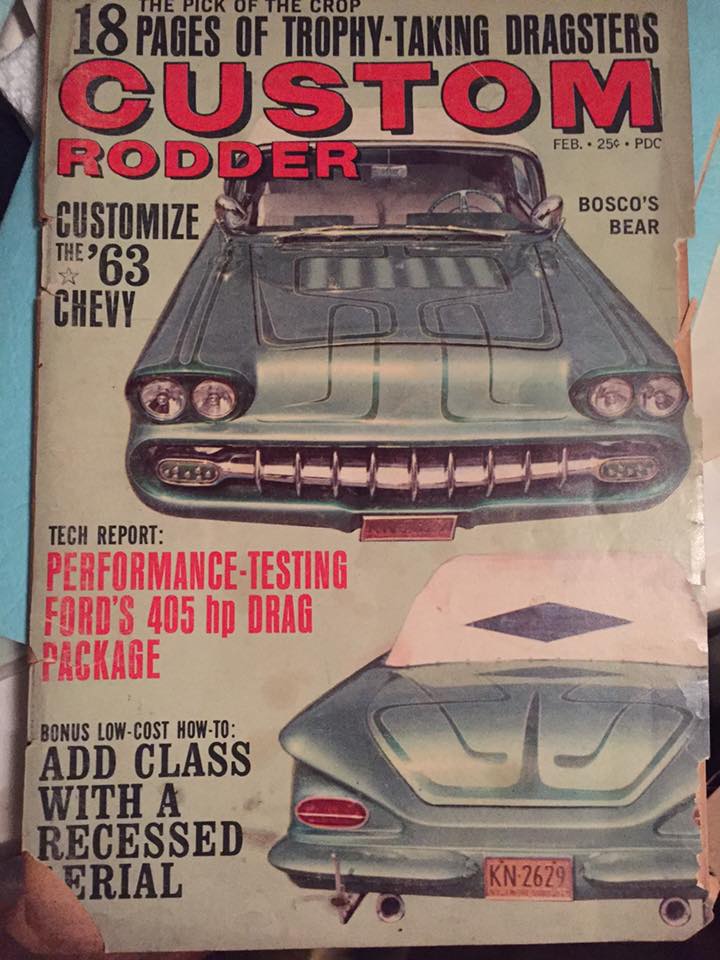 THE PICK OF THE CROP
18 PAGES OF TROPHY-TAKING DRAGSTERS
CUSTOM
RODDER
FEB. • 25¢ • PDC
CUSTOMIZE
THE '63
CHEVY
BOSCO'S
BEAR
TECH REPORT:
PERFORMANCE-TESTING
FORD'S 405 hp DRAG
PACKAGE
BONUS LOW-COST HOW-TO:
ADD CLASS
WITH A
RECESSED
ERIAL
KN-2629